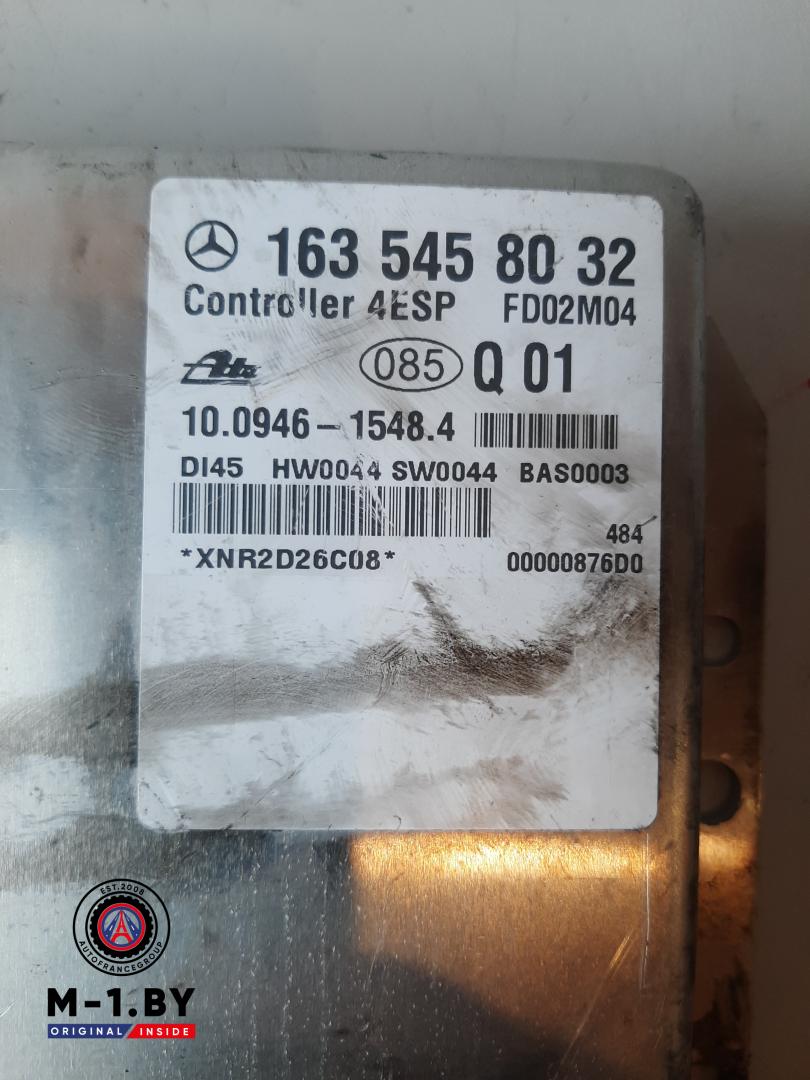 163 545 80 32
Controller 4ESP FD02M04
Ate 085 Q 01
10.0946-1548.4
DI45 HW0044 SW0044 BAS0003
484
*XNR2D26C08* 00000876D0
EST.2008
AUTOFRANCEGROUP
M-1.BY
ORIGINAL INSIDE